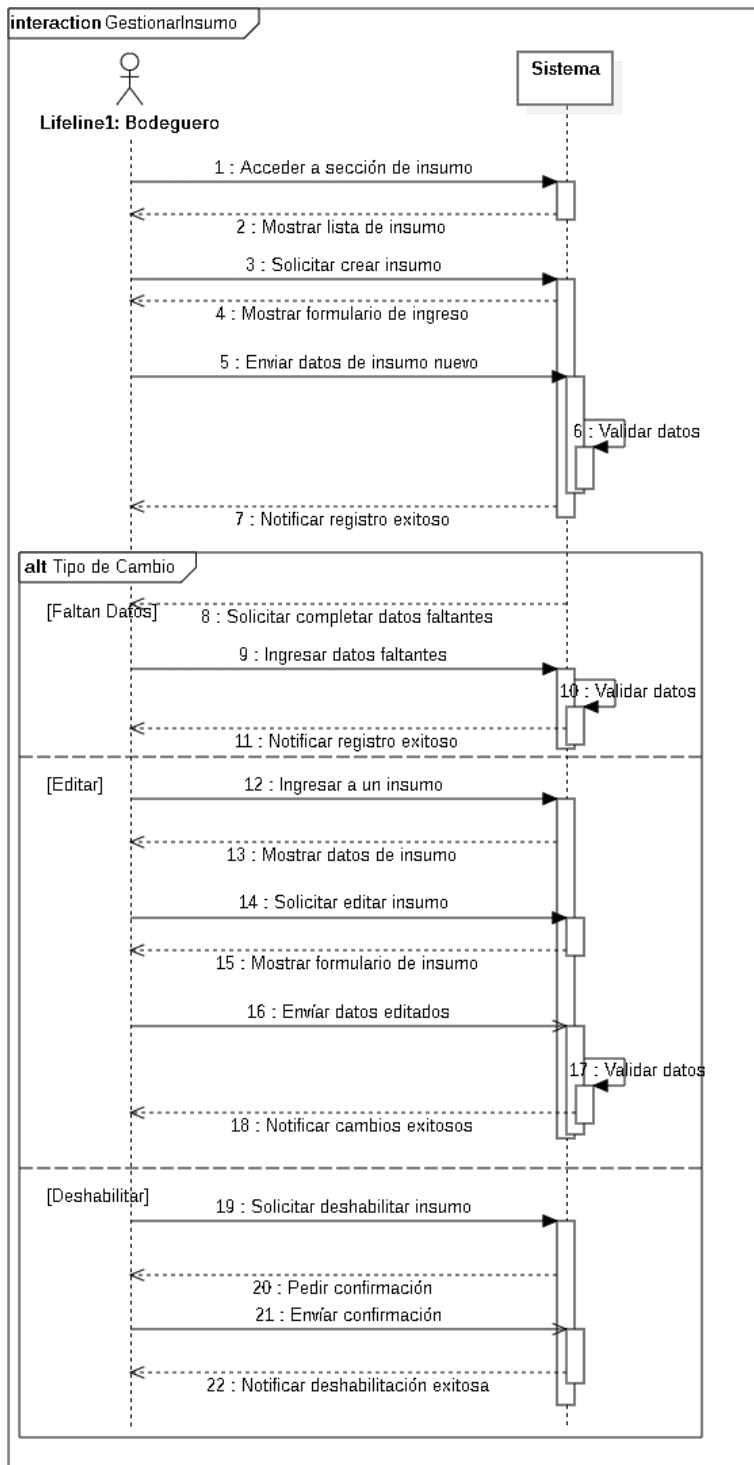 interaction GestionarInsumo
Sistema
Lifeline1: Bodeguero
1 : Acceder a sección de insumo
2 : Mostrar lista de insumo
3 : Solicitar crear insumo
4 : Mostrar formulario de ingreso
5 : Enviar datos de insumo nuevo
6 : Validar datos
7 : Notificar registro exitoso
alt Tipo de Cambio
[Faltan Datos]
8 : Solicitar completar datos faltantes
9 : Ingresar datos faltantes
10 : Validar datos
11 : Notificar registro exitoso
[Editar]
12 : Ingresar a un insumo
13 : Mostrar datos de insumo
14 : Solicitar editar insumo
15 : Mostrar formulario de insumo
16 : Envíar datos editados
17 : Validar datos
18 : Notificar cambios exitosos
[Deshabilitar]
19 : Solicitar deshabilitar insumo
20 : Pedir confirmación
21 : Envíar confirmación
22 : Notificar deshabilitación exitosa